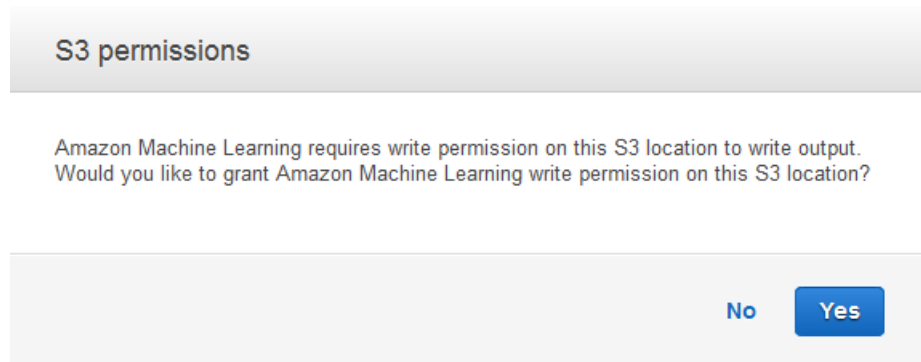 S3 permissions
Amazon Machine Learning requires write permission on this S3 location to write output.
Would you like to grant Amazon Machine Learning write permission on this S3 location?
No
Yes